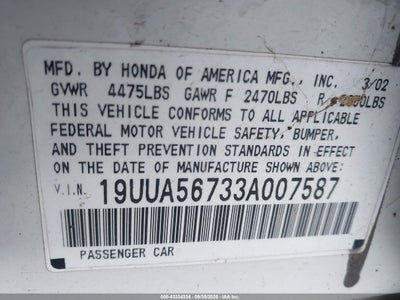 MFD. BY HONDA OF AMERICA MFG., INC. 3/02
GVWR 4475LBS GAWR F 2470LBS R
THIS VEHICLE CONFORMS TO ALL APPLICABLE
FEDERAL MOTOR VEHICLE SAFETY, BUMPER,
AND THEFT PREVENTION STANDARDS IN EFFECT
ON THE DATE OF MANUFACTURE SHOWN ABOVE:
V.I.N. 19UUA56733A007587
PASSENGER CAR